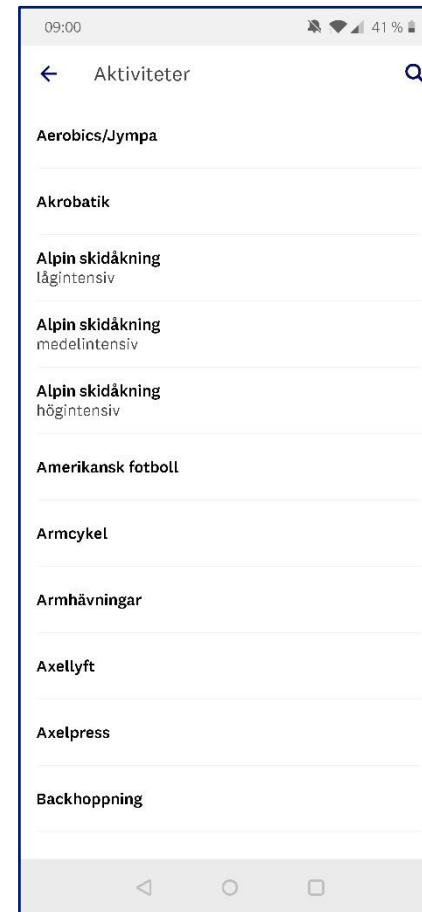 09:00 41 %
Aktiviteter
Aerobics/Jympa
Akrobatik
Alpin skidåkning
lågintensiv
Alpin skidåkning
medelintensiv
Alpin skidåkning
högintensiv
Amerikansk fotboll
Armcykel
Armhävningar
Axellyft
Axelpress
Backhoppning